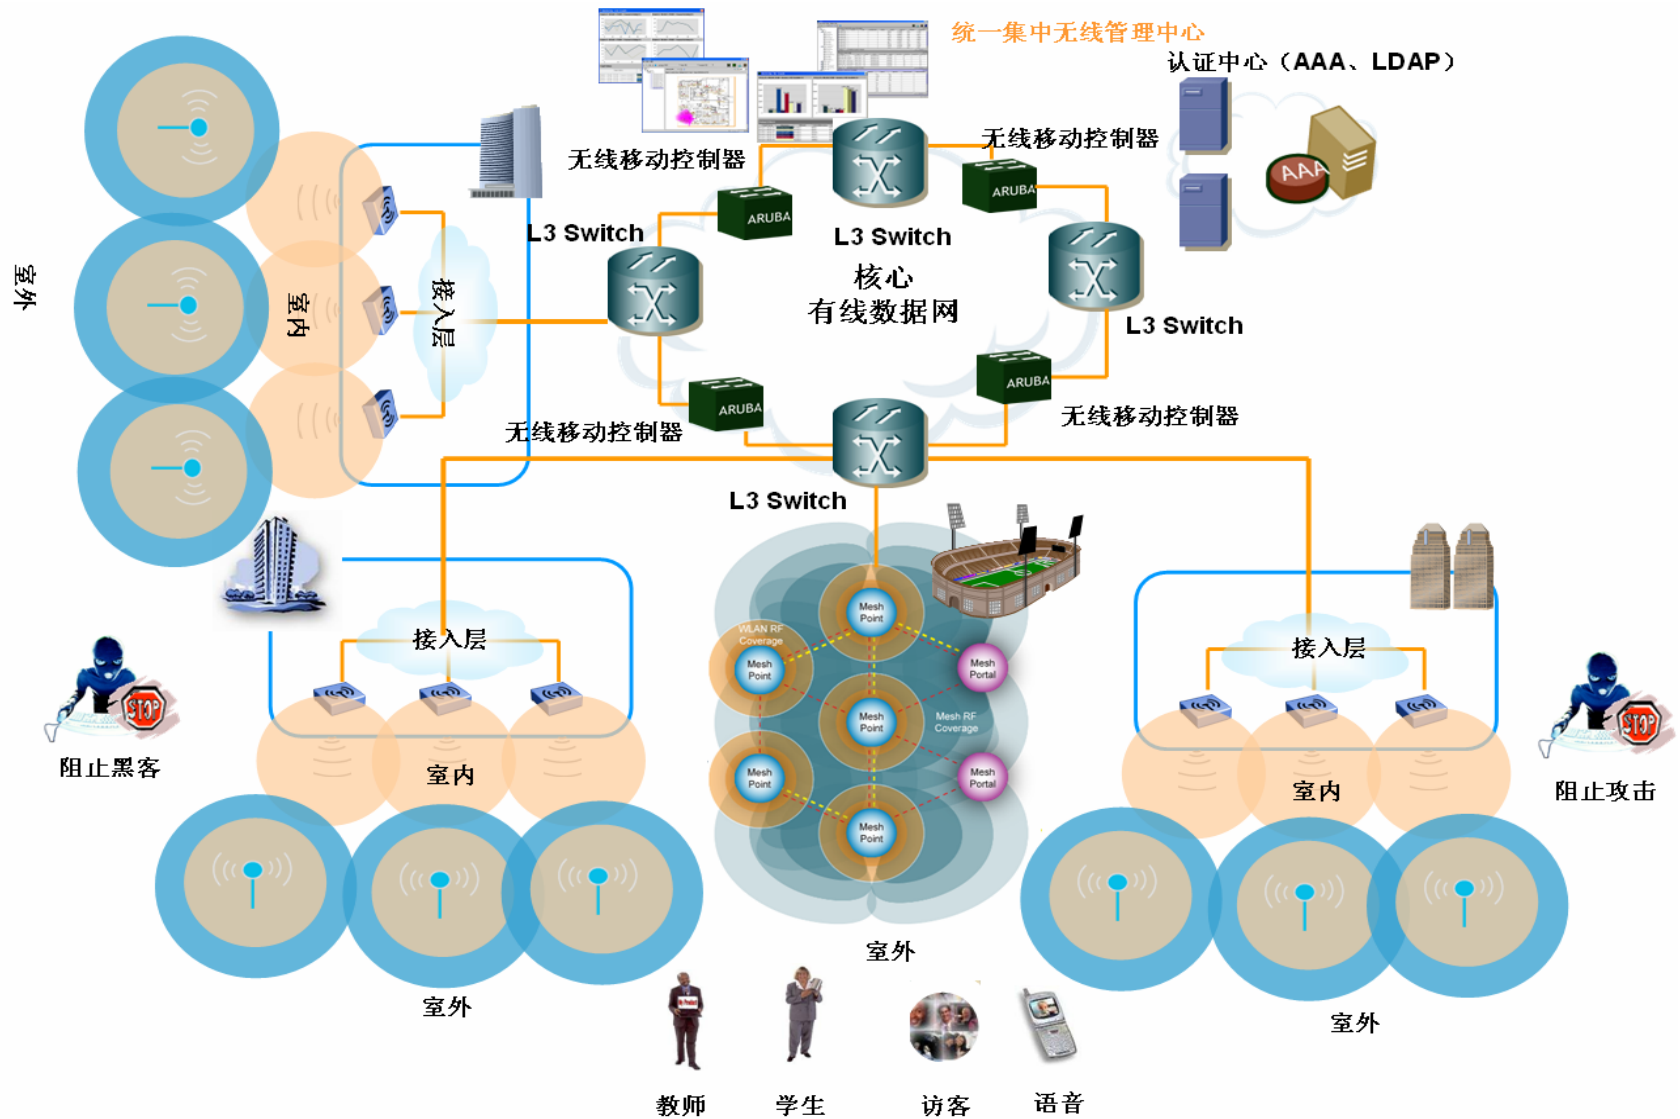 统一集中无线管理中心
认证中心（AAA、LDAP）
无线移动控制器
无线移动控制器
AAA
ARUBA
ARUBA
L3 Switch
L3 Switch
核心
有线数据网
L3 Switch
室外
室内
接入层
ARUBA
ARUBA
无线移动控制器
无线移动控制器
L3 Switch
接入层
WLAN RF
Coverage
Mesh
Point
Mesh
Point
Mesh
Portal
Mesh
Point
Mesh RF
Coverage
Mesh
Point
Mesh
Portal
Mesh
Point
接入层
STOP
阻止黑客
室内
室外
室外
STOP
阻止攻击
室内
室外
教师
学生
访客
语音